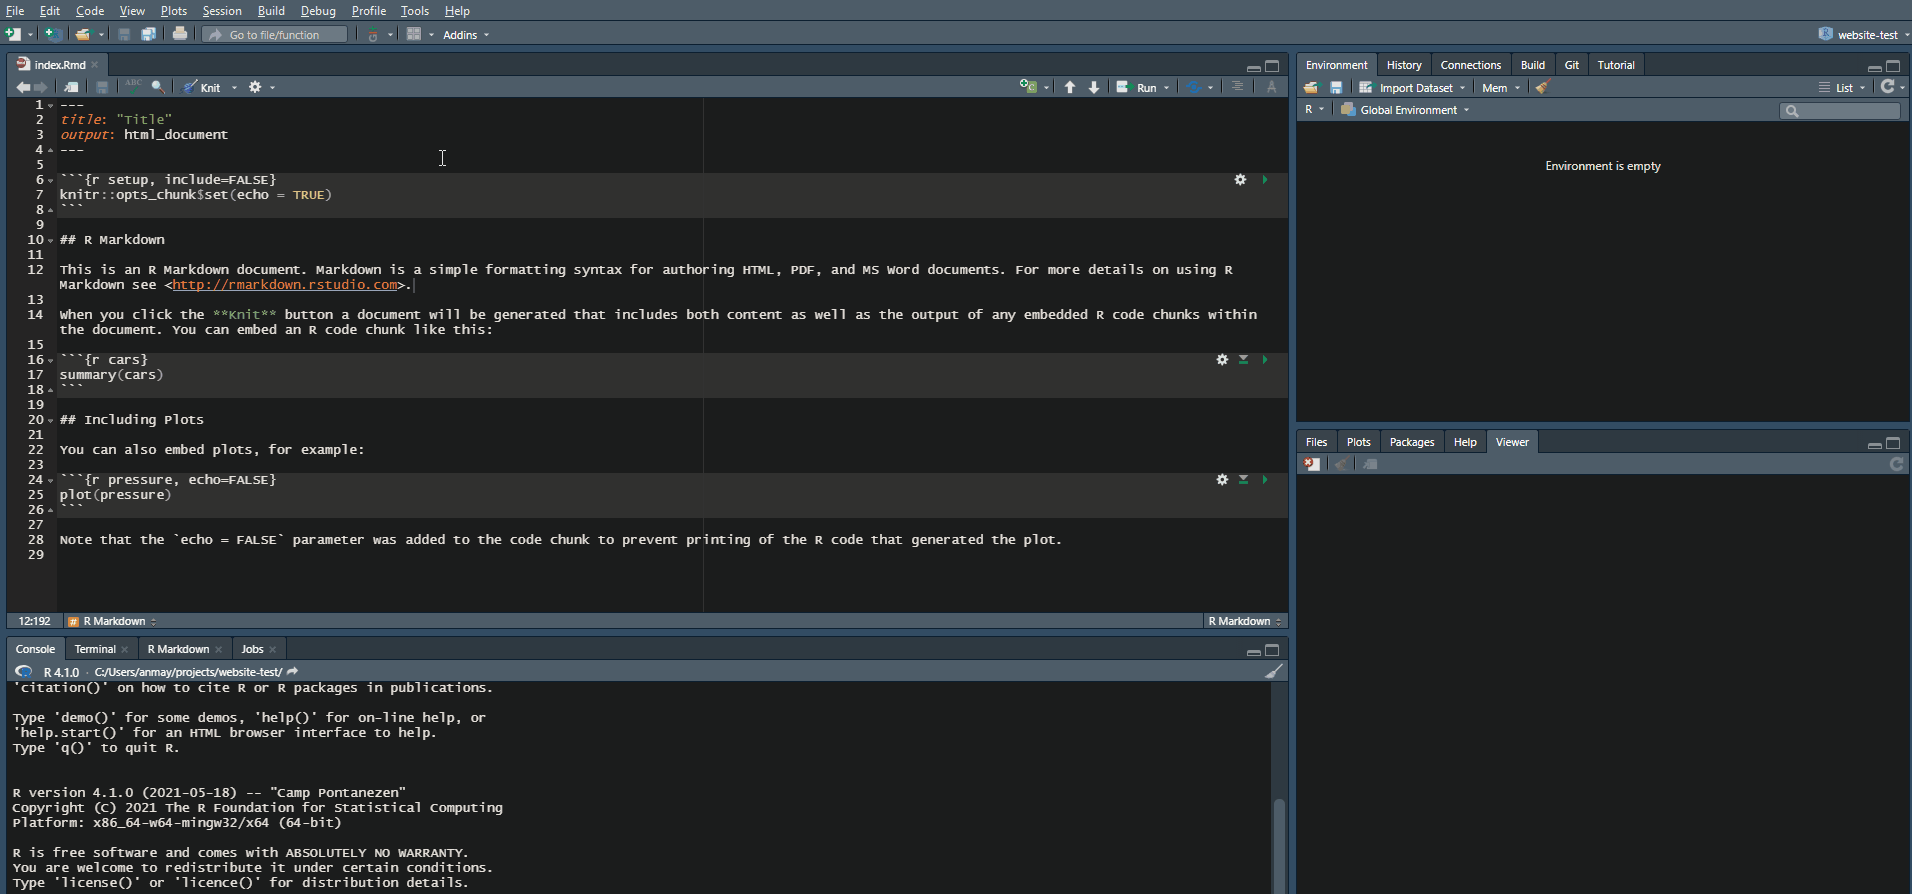 File Edit Code View Plots Session Build Debug Profile Tools Help
Go to file/function Addins website-test
index.Rmd
ABC Knit Run
1 ---
2 title: "Title"
3 output: html_document
4 ---
5
6 ```{r setup, include=FALSE}
7 knitr::opts_chunk$set(echo = TRUE)
8 ```
9
10 ## R Markdown
11
12 This is an R Markdown document. Markdown is a simple formatting syntax for authoring HTML, PDF, and MS Word documents. For more details on using R
Markdown see <http://rmarkdown.rstudio.com>.
13
14 When you click the **Knit** button a document will be generated that includes both content as well as the output of any embedded R code chunks within
the document. You can embed an R code chunk like this:
15
16 ```{r cars}
17 summary(cars)
18 ```
19
20 ## Including Plots
21
22 You can also embed plots, for example:
23
24 ```{r pressure, echo=FALSE}
25 plot(pressure)
26 ```
27
28 Note that the `echo = FALSE` parameter was added to the code chunk to prevent printing of the R code that generated the plot.
29
12:192 # R Markdown R Markdown
Console Terminal R Markdown Jobs
R 4.1.0 · C:/Users/anmay/projects/website-test/
'citation()' on how to cite R or R packages in publications.
Type 'demo()' for some demos, 'help()' for on-line help, or
'help.start()' for an HTML browser interface to help.
Type 'q()' to quit R.
R version 4.1.0 (2021-05-18) -- "Camp Pontanezen"
Copyright (C) 2021 The R Foundation for Statistical Computing
Platform: x86_64-w64-mingw32/x64 (64-bit)
R is free software and comes with ABSOLUTELY NO WARRANTY.
You are welcome to redistribute it under certain conditions.
Type 'license()' or 'licence()' for distribution details.
Environment History Connections Build Git Tutorial
Import Dataset Mem List
R Global Environment
Environment is empty
Files Plots Packages Help Viewer